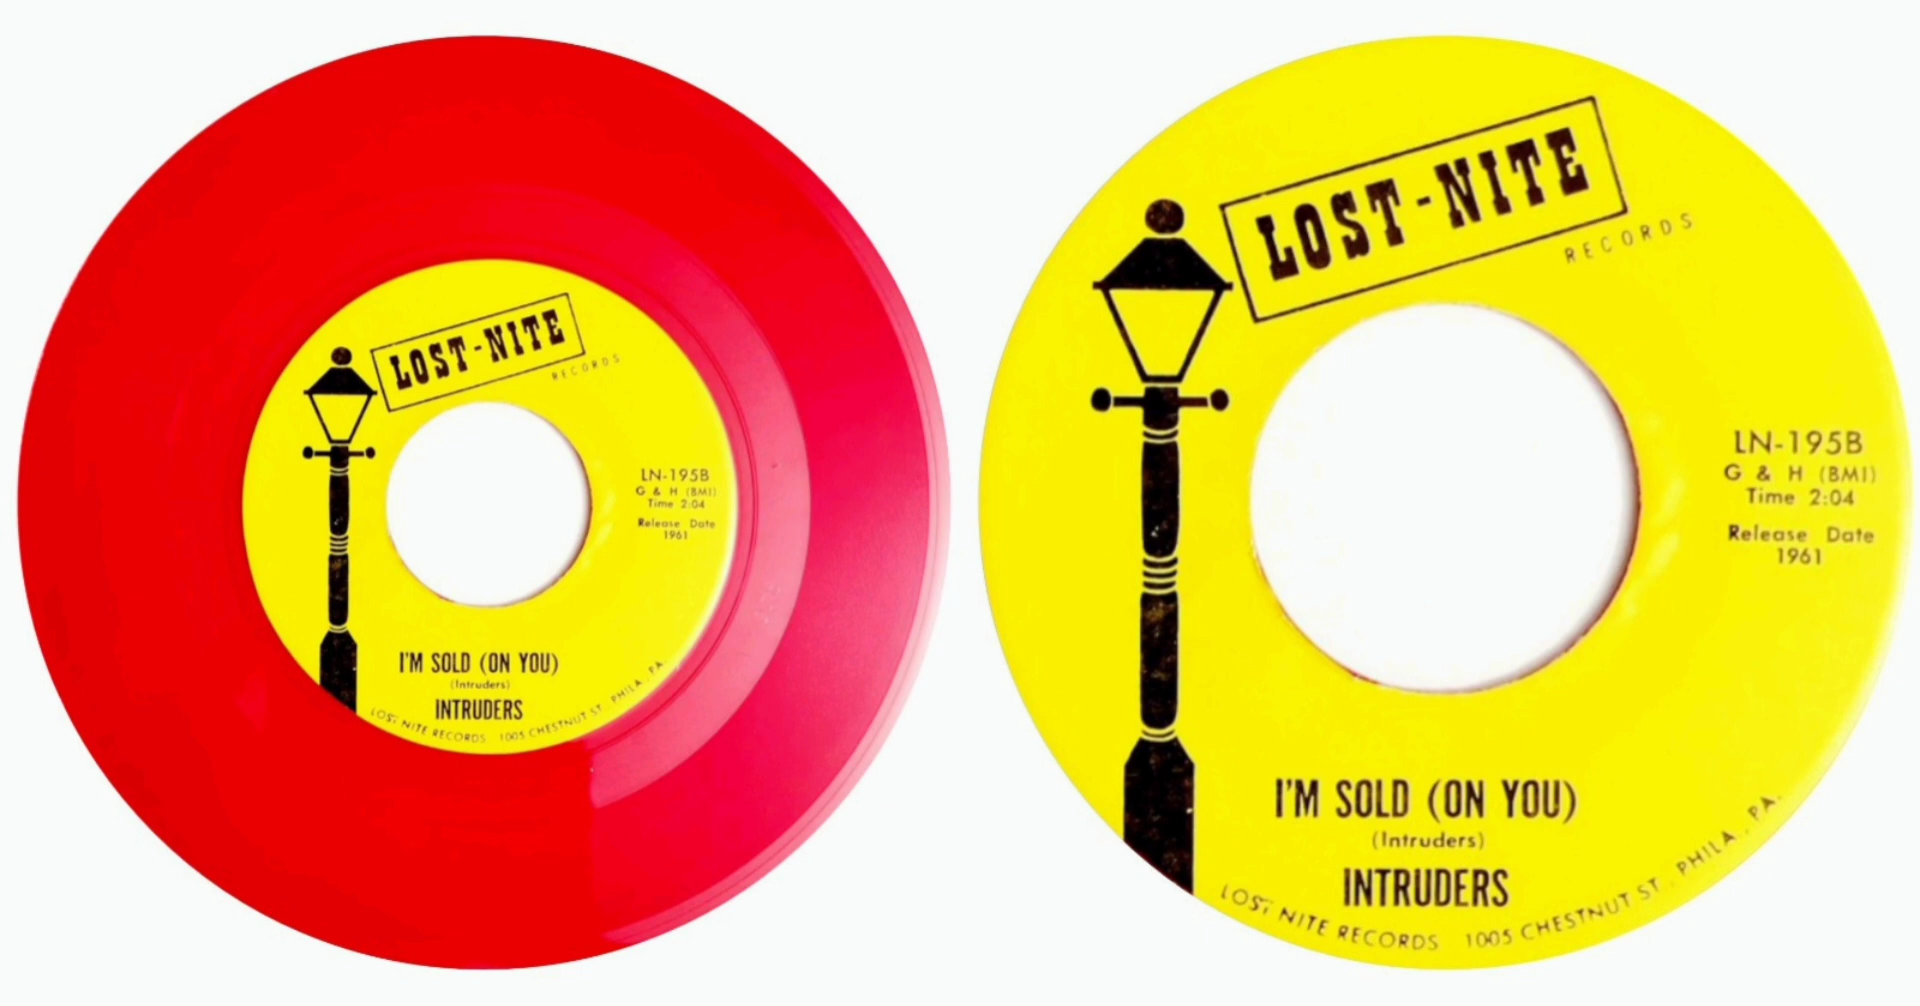 LOST-NITE
RECORDS
LN-195B
G & H (BMI)
Time 2:04
Release Date
1961
I'M SOLD (ON YOU)
(Intruders)
INTRUDERS
LOST NITE RECORDS 1005 CHESTNUT ST. PHILA., PA.
LOST-NITE
RECORDS
LN-195B
G & H (BMI)
Time 2:04
Release Date
1961
I'M SOLD (ON YOU)
(Intruders)
INTRUDERS
LOST NITE RECORDS 1005 CHESTNUT ST. PHILA., PA.